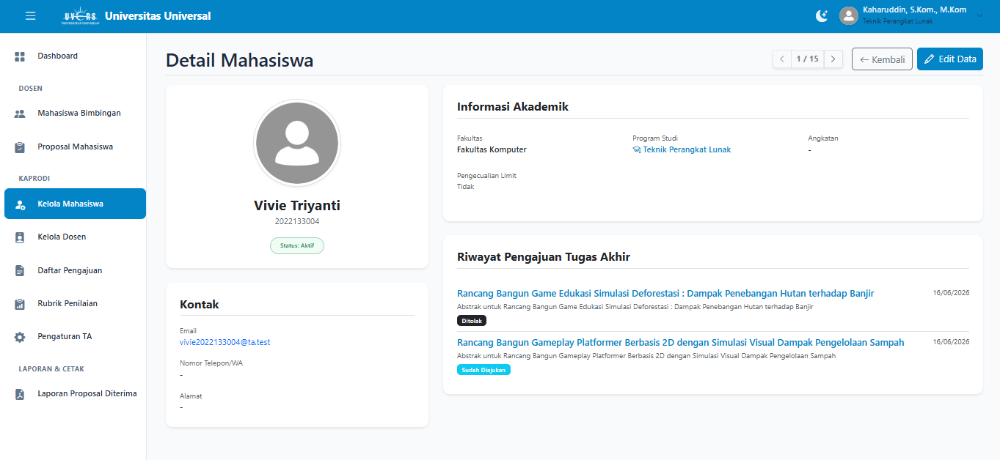 UVERS
UNIVERSITAS UNIVERSAL
Universitas Universal
Kaharuddin, S.Kom., M.Kom
Teknik Perangkat Lunak
Dashboard
DOSEN
Mahasiswa Bimbingan
Proposal Mahasiswa
KAPRODI
Kelola Mahasiswa
Kelola Dosen
Daftar Pengajuan
Rubrik Penilaian
Pengaturan TA
LAPORAN & CETAK
Laporan Proposal Diterima
Detail Mahasiswa
1 / 15
← Kembali
Edit Data
Vivie Triyanti
2022133004
Status: Aktif
Kontak
Email
vivie2022133004@ta.test
Nomor Telepon/WA
-
Alamat
-
Informasi Akademik
Fakultas
Fakultas Komputer
Program Studi
Teknik Perangkat Lunak
Angkatan
-
Pengecualian Limit
Tidak
Riwayat Pengajuan Tugas Akhir
Rancang Bangun Game Edukasi Simulasi Deforestasi : Dampak Penebangan Hutan terhadap Banjir
16/06/2026
Abstrak untuk Rancang Bangun Game Edukasi Simulasi Deforestasi : Dampak Penebangan Hutan terhadap Banjir
Ditolak
Rancang Bangun Gameplay Platformer Berbasis 2D dengan Simulasi Visual Dampak Pengelolaan Sampah
16/06/2026
Abstrak untuk Rancang Bangun Gameplay Platformer Berbasis 2D dengan Simulasi Visual Dampak Pengelolaan Sampah
Sudah Diajukan